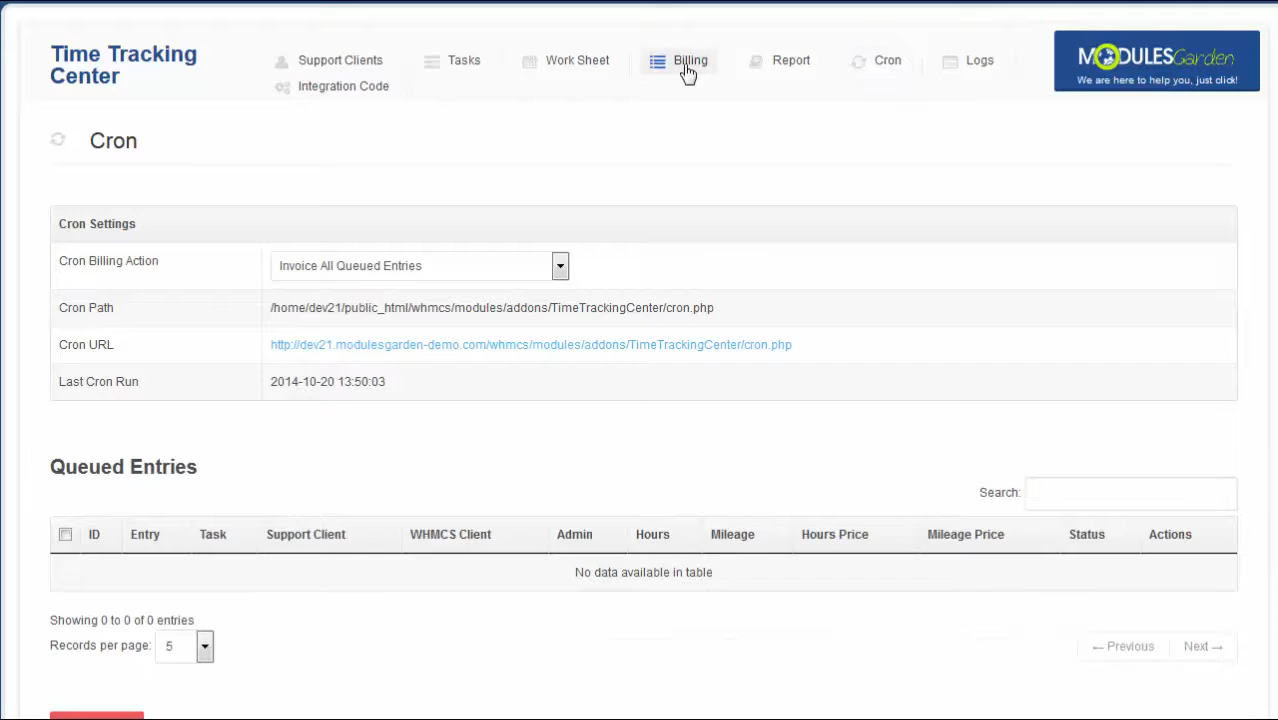 Time Tracking Center
Support Clients
Tasks
Work Sheet
Billing
Report
Cron
Logs
Integration Code
MODULESGarden
We are here to help you, just click!
Cron
Cron Settings
Cron Billing Action
Invoice All Queued Entries
Cron Path
/home/dev21/public_html/whmcs/modules/addons/TimeTrackingCenter/cron.php
Cron URL
http://dev21.modulesgarden-demo.com/whmcs/modules/addons/TimeTrackingCenter/cron.php
Last Cron Run
2014-10-20 13:50:03
Queued Entries
Search:
ID Entry Task Support Client WHMCS Client Admin Hours Mileage Hours Price Mileage Price Status Actions
No data available in table
Showing 0 to 0 of 0 entries
Records per page: 5
← Previous Next →